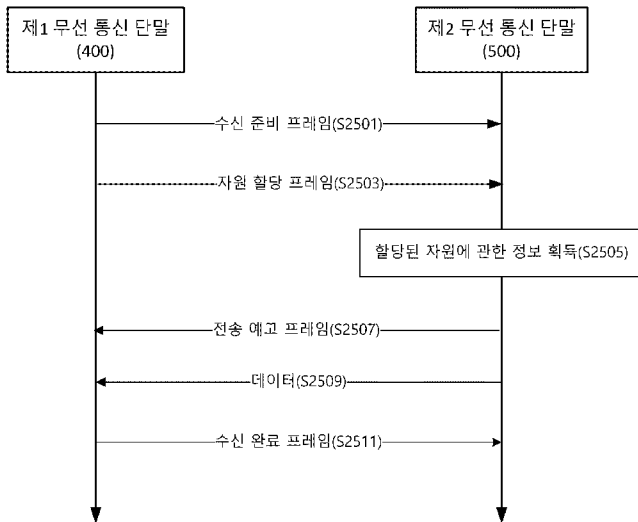 제1 무선 통신 단말
(400)
제2 무선 통신 단말
(500)
수신 준비 프레임(S2501)
자원 할당 프레임(S2503)
할당된 자원에 관한 정보 획득(S2505)
전송 예고 프레임(S2507)
데이터(S2509)
수신 완료 프레임(S2511)